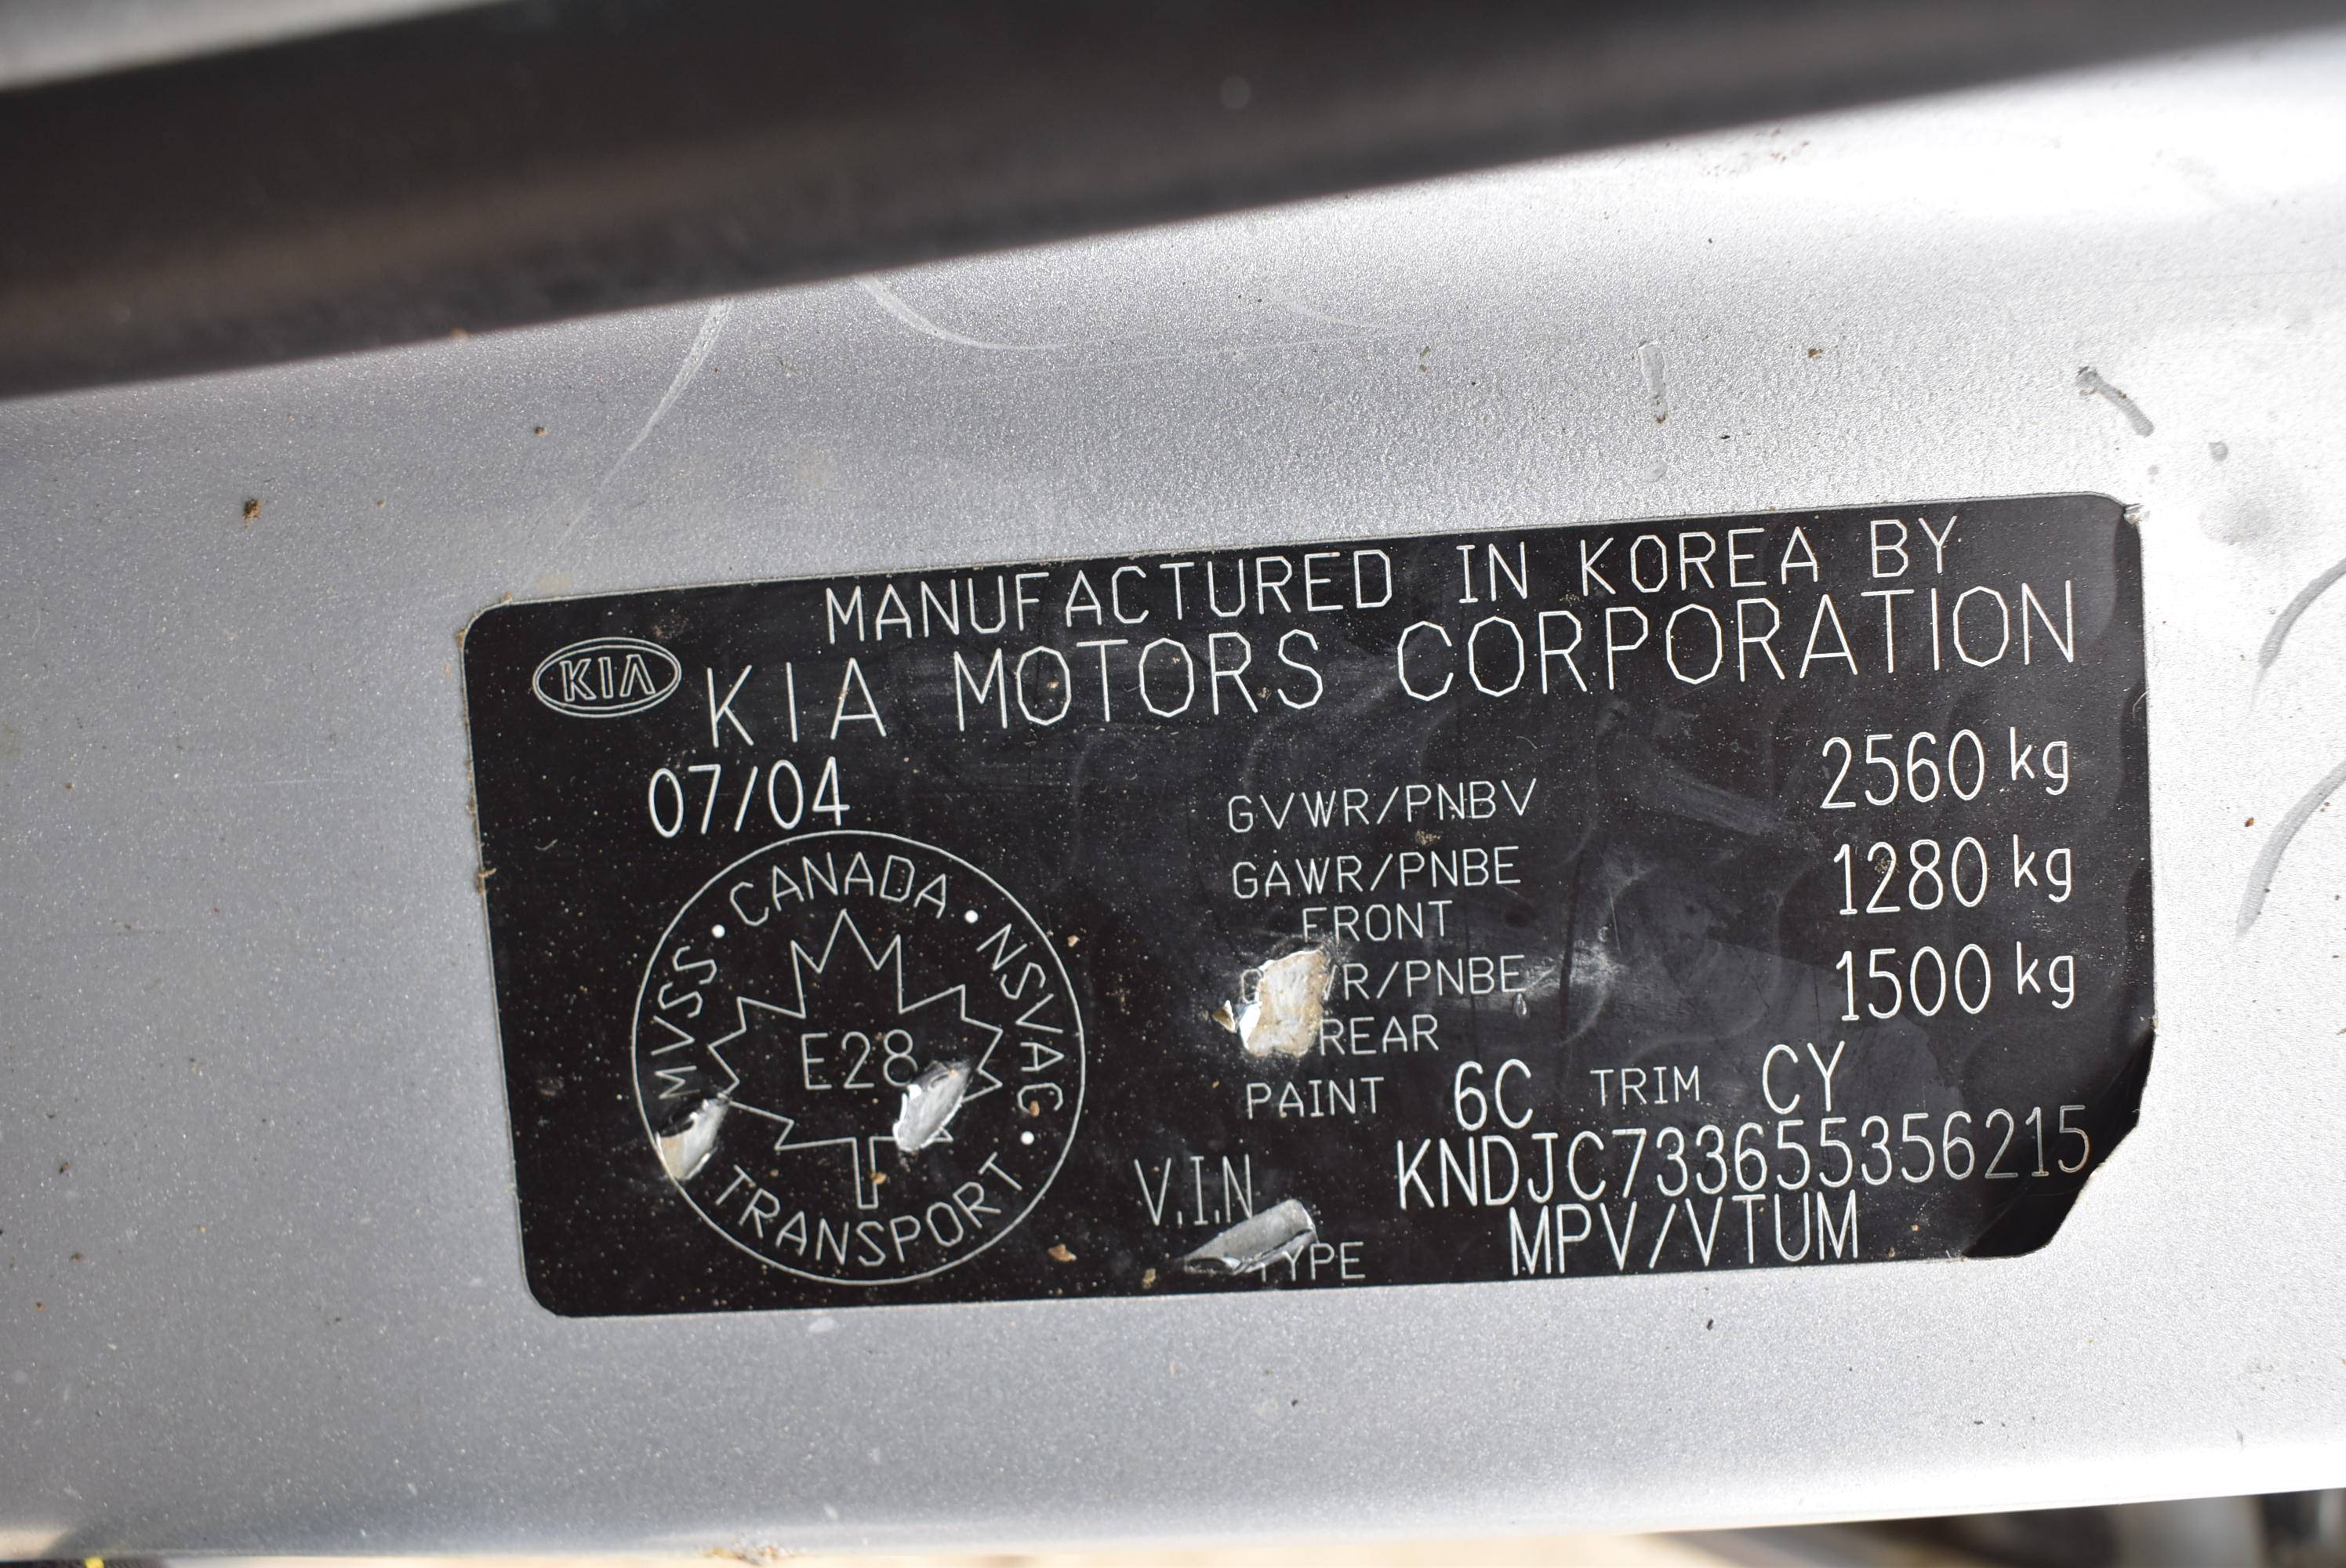 MANUFACTURED IN KOREA BY
KIA KIA MOTORS CORPORATION
07/04
GVWR/PNBV 2560 kg
GAWR/PNBE 1280 kg
FRONT
R/PNBE 1500 kg
REAR
PAINT 6C TRIM CY
V.I.N KNDJC733655356215
TYPE MPV/VTUM
CANADA · NSVAC · TRANSPORT MVSS ·
E28